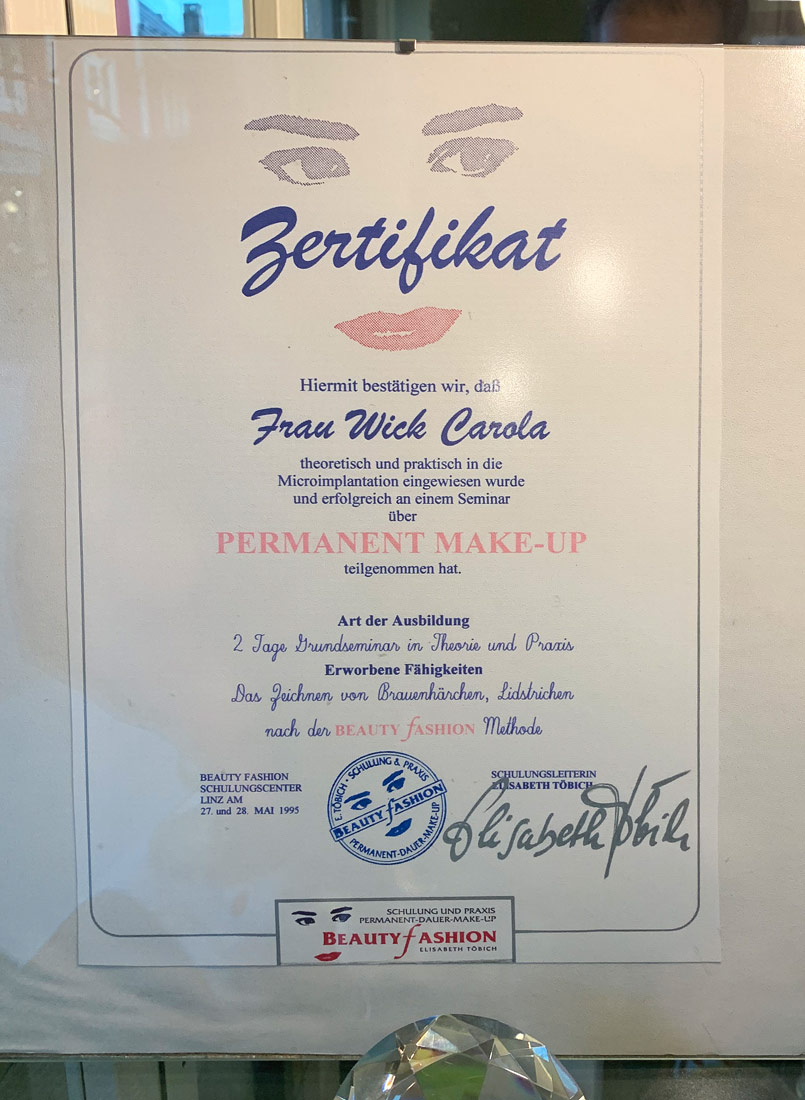 Zertifikat
Hiermit bestätigen wir, daß
Frau Wick Carola
theoretisch und praktisch in die
Microimplantation eingewiesen wurde
und erfolgreich an einem Seminar
über
PERMANENT MAKE-UP
teilgenommen hat.
Art der Ausbildung
2 Tage Grundseminar in Theorie und Praxis
Erworbene Fähigkeiten
Das Zeichnen von Brauenhärchen, Lidstrichen
nach der BEAUTY fASHION Methode
BEAUTY FASHION
SCHULUNGSCENTER
LINZ AM
27. und 28. MAI 1995
E. TÖBICH · SCHULUNG & PRAXIS
BEAUTY fASHION
PERMANENT-DAUER-MAKE-UP
SCHULUNGSLEITERIN
ELISABETH TÖBICH
Elisabeth Töbich
SCHULUNG UND PRAXIS
PERMANENT-DAUER-MAKE-UP
BEAUTY fASHION
ELISABETH TÖBICH